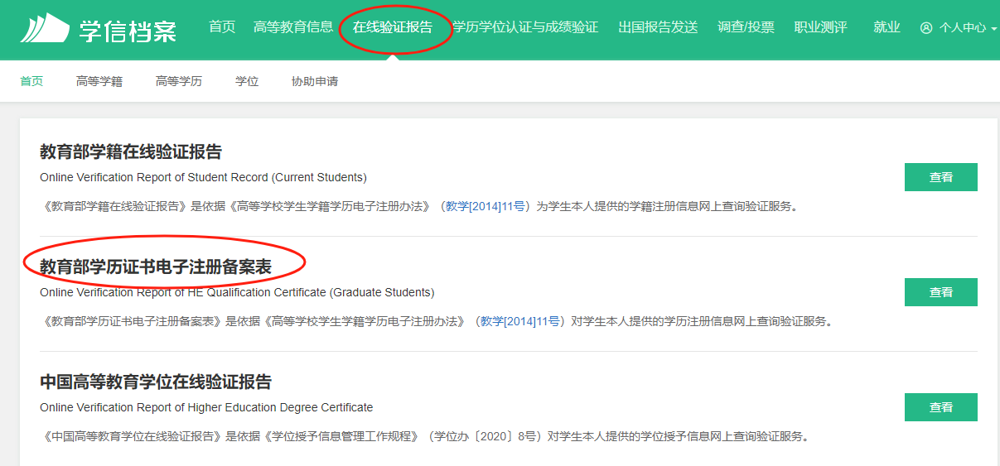 学信档案 首页 高等教育信息 在线验证报告 学历学位认证与成绩验证 出国报告发送 调查/投票 职业测评 就业 个人中心
首页 高等学籍 高等学历 学位 协助申请
教育部学籍在线验证报告
Online Verification Report of Student Record (Current Students)
查看
《教育部学籍在线验证报告》是依据《高等学校学生学籍学历电子注册办法》（教学[2014]11号）为学生本人提供的学籍注册信息网上查询验证服务。
教育部学历证书电子注册备案表
Online Verification Report of HE Qualification Certificate (Graduate Students)
查看
《教育部学历证书电子注册备案表》是依据《高等学校学生学籍学历电子注册办法》（教学[2014]11号）对学生本人提供的学历注册信息网上查询验证服务。
中国高等教育学位在线验证报告
Online Verification Report of Higher Education Degree Certificate
查看
《中国高等教育学位在线验证报告》是依据《学位授予信息管理工作规程》（学位办〔2020〕8号）对学生本人提供的学位授予信息网上查询验证服务。